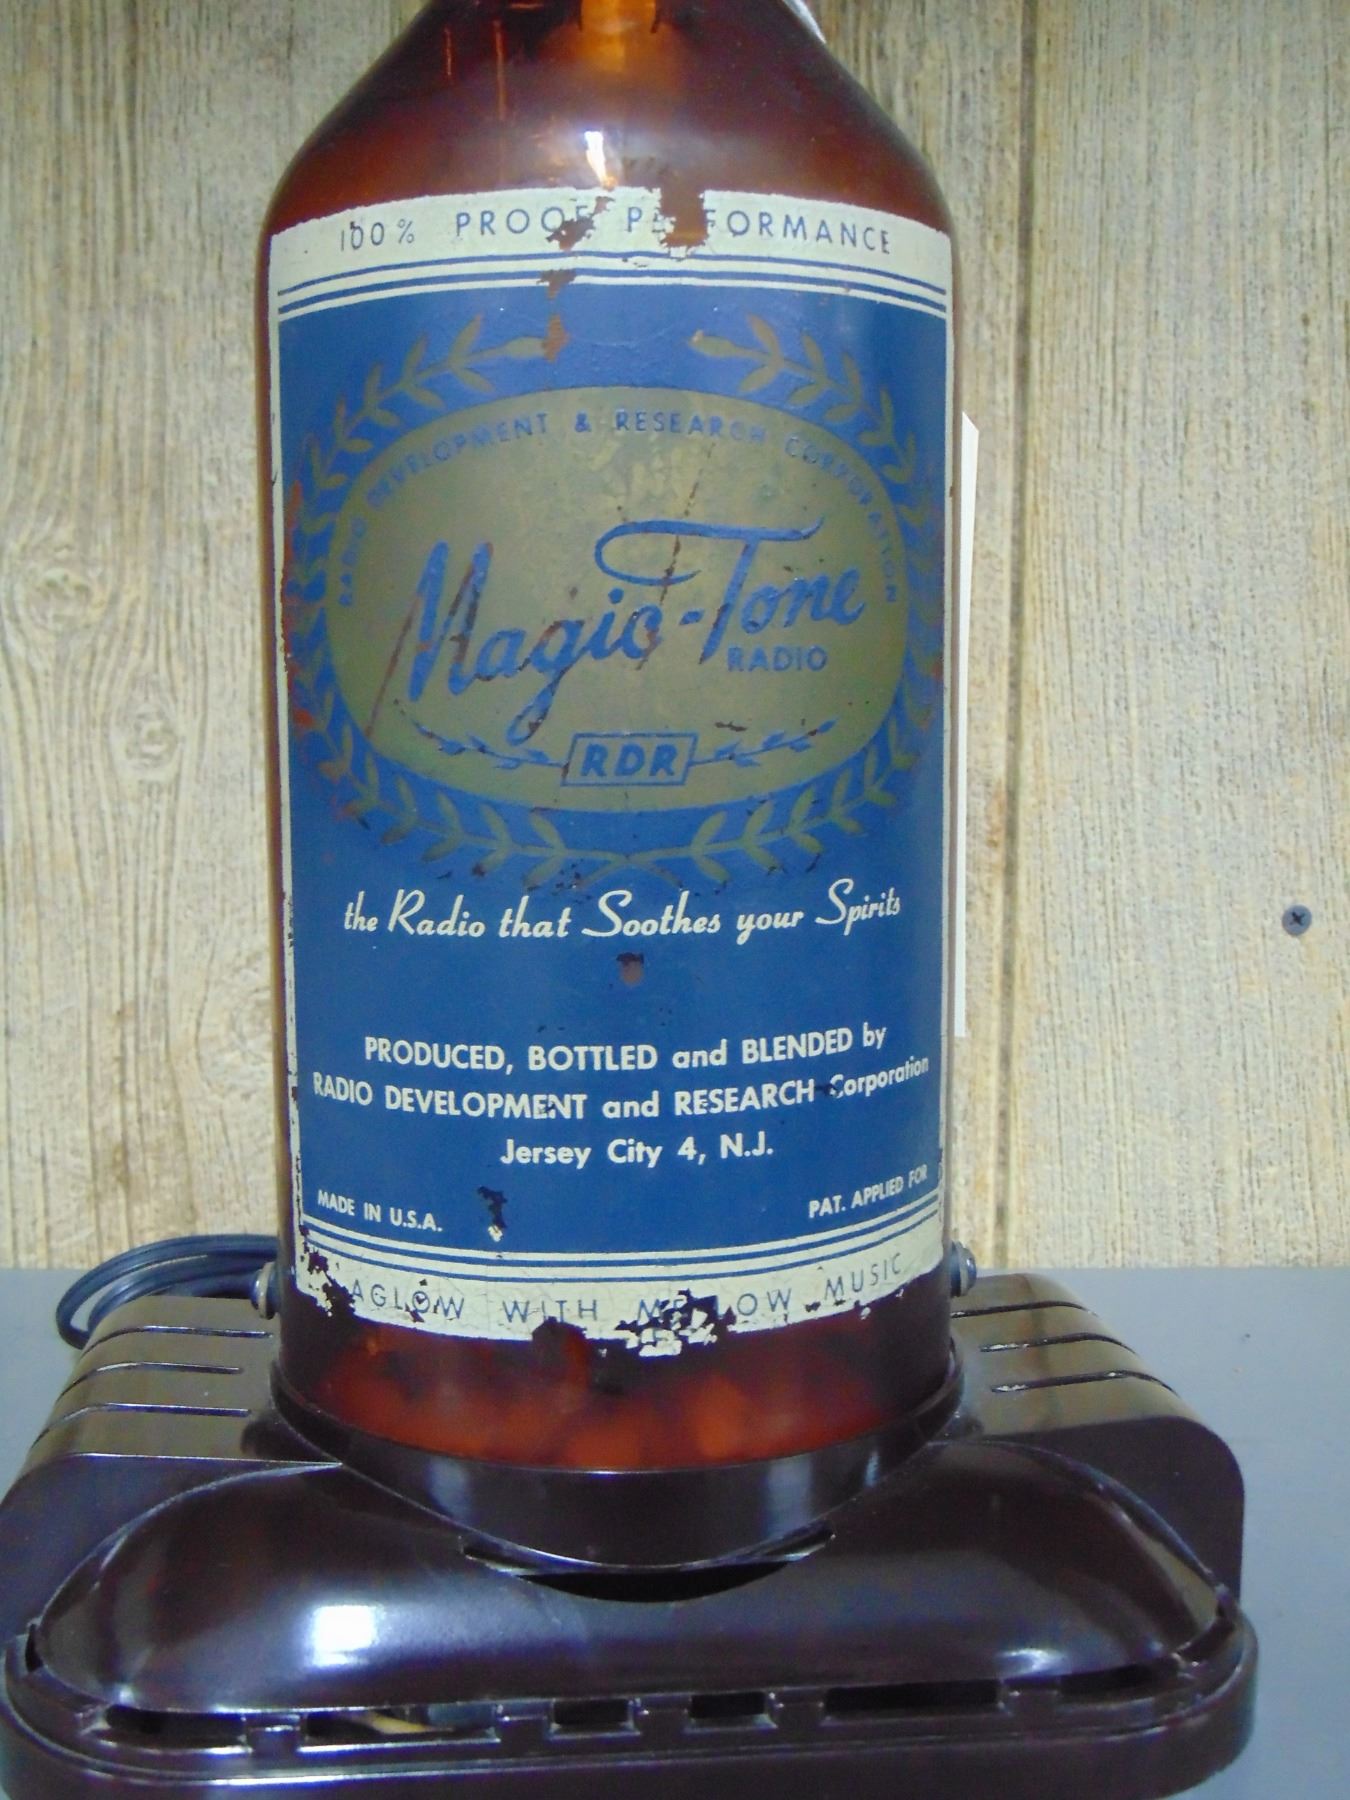 100% PROOF PERFORMANCE
RADIO DEVELOPMENT & RESEARCH CORPORATION
Magic-Tone
RADIO
RDR
the Radio that Soothes your Spirits
PRODUCED, BOTTLED and BLENDED by
RADIO DEVELOPMENT and RESEARCH Corporation
Jersey City 4, N.J.
MADE IN U.S.A.
PAT. APPLIED FOR
AGLOW WITH MELLOW MUSIC